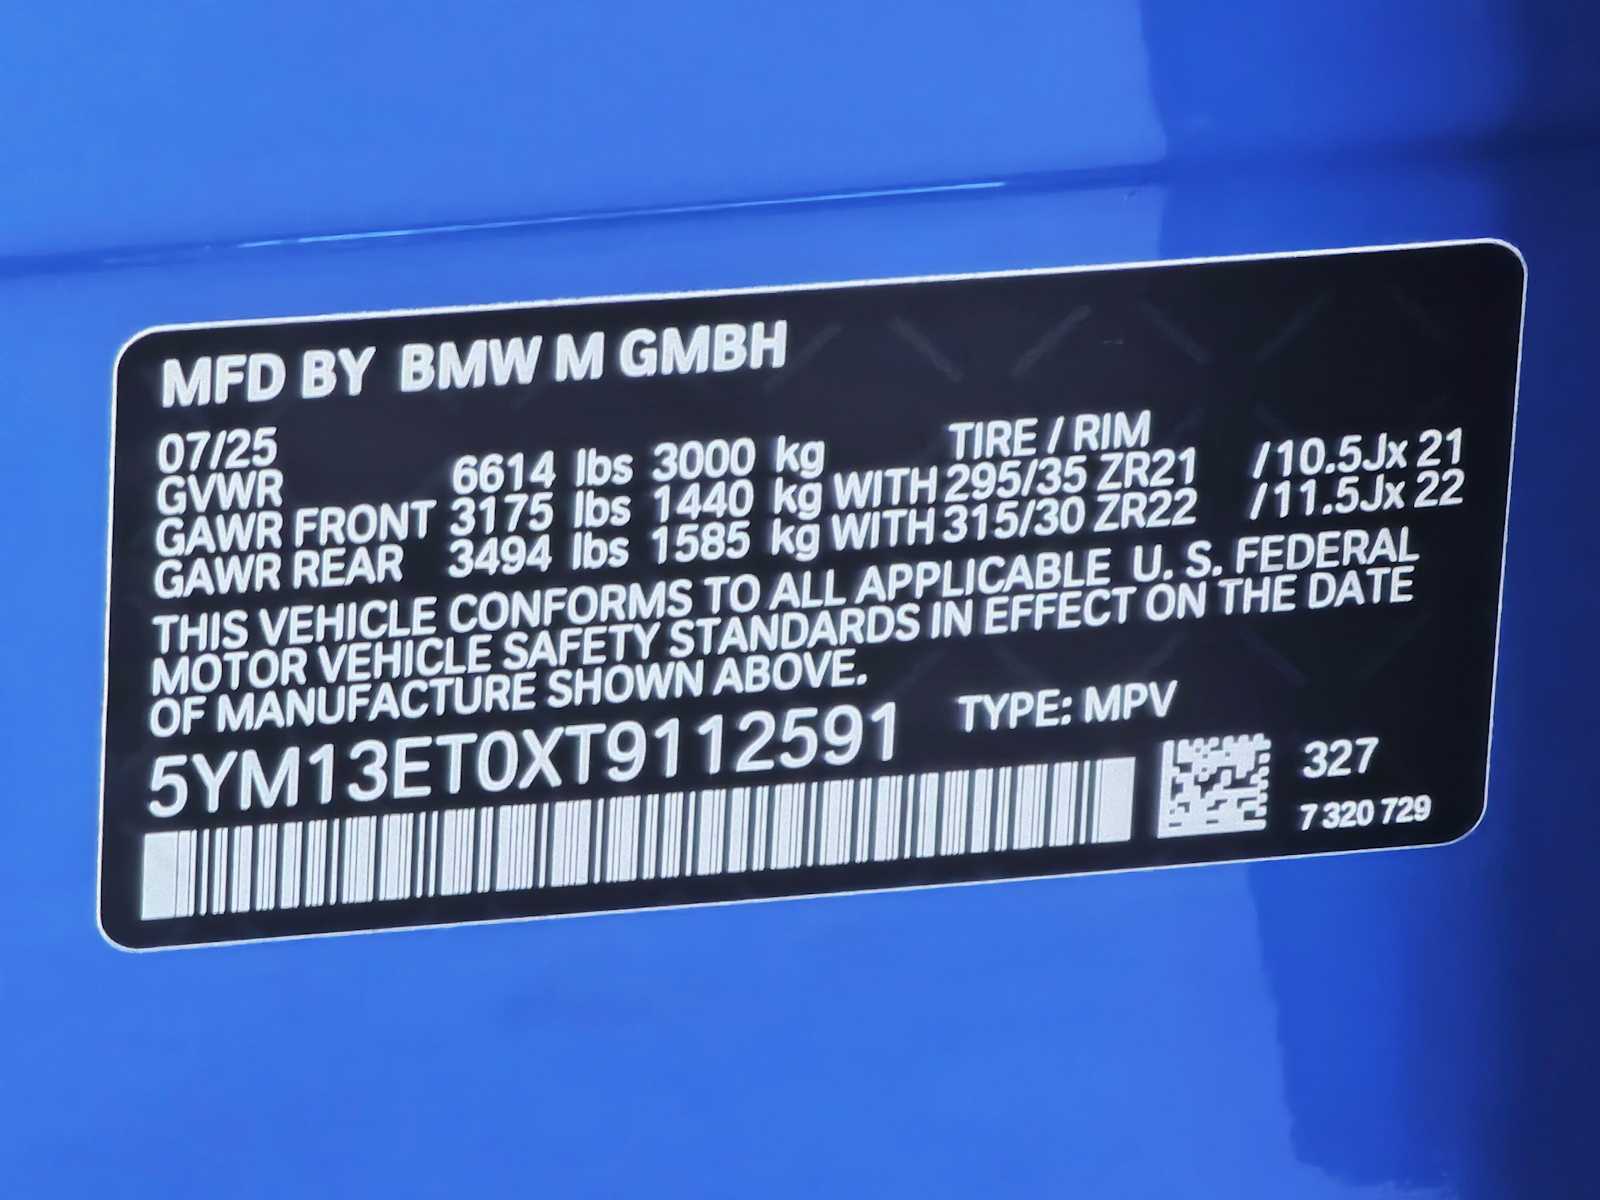 MFD BY BMW M GMBH
07/25 TIRE / RIM
GVWR 6614 lbs 3000 kg
GAWR FRONT 3175 lbs 1440 kg WITH 295/35 ZR21 /10.5Jx 21
GAWR REAR 3494 lbs 1585 kg WITH 315/30 ZR22 /11.5Jx 22
THIS VEHICLE CONFORMS TO ALL APPLICABLE U. S. FEDERAL
MOTOR VEHICLE SAFETY STANDARDS IN EFFECT ON THE DATE
OF MANUFACTURE SHOWN ABOVE.
5YM13ET0XT9112591 TYPE: MPV
327
7 320 729